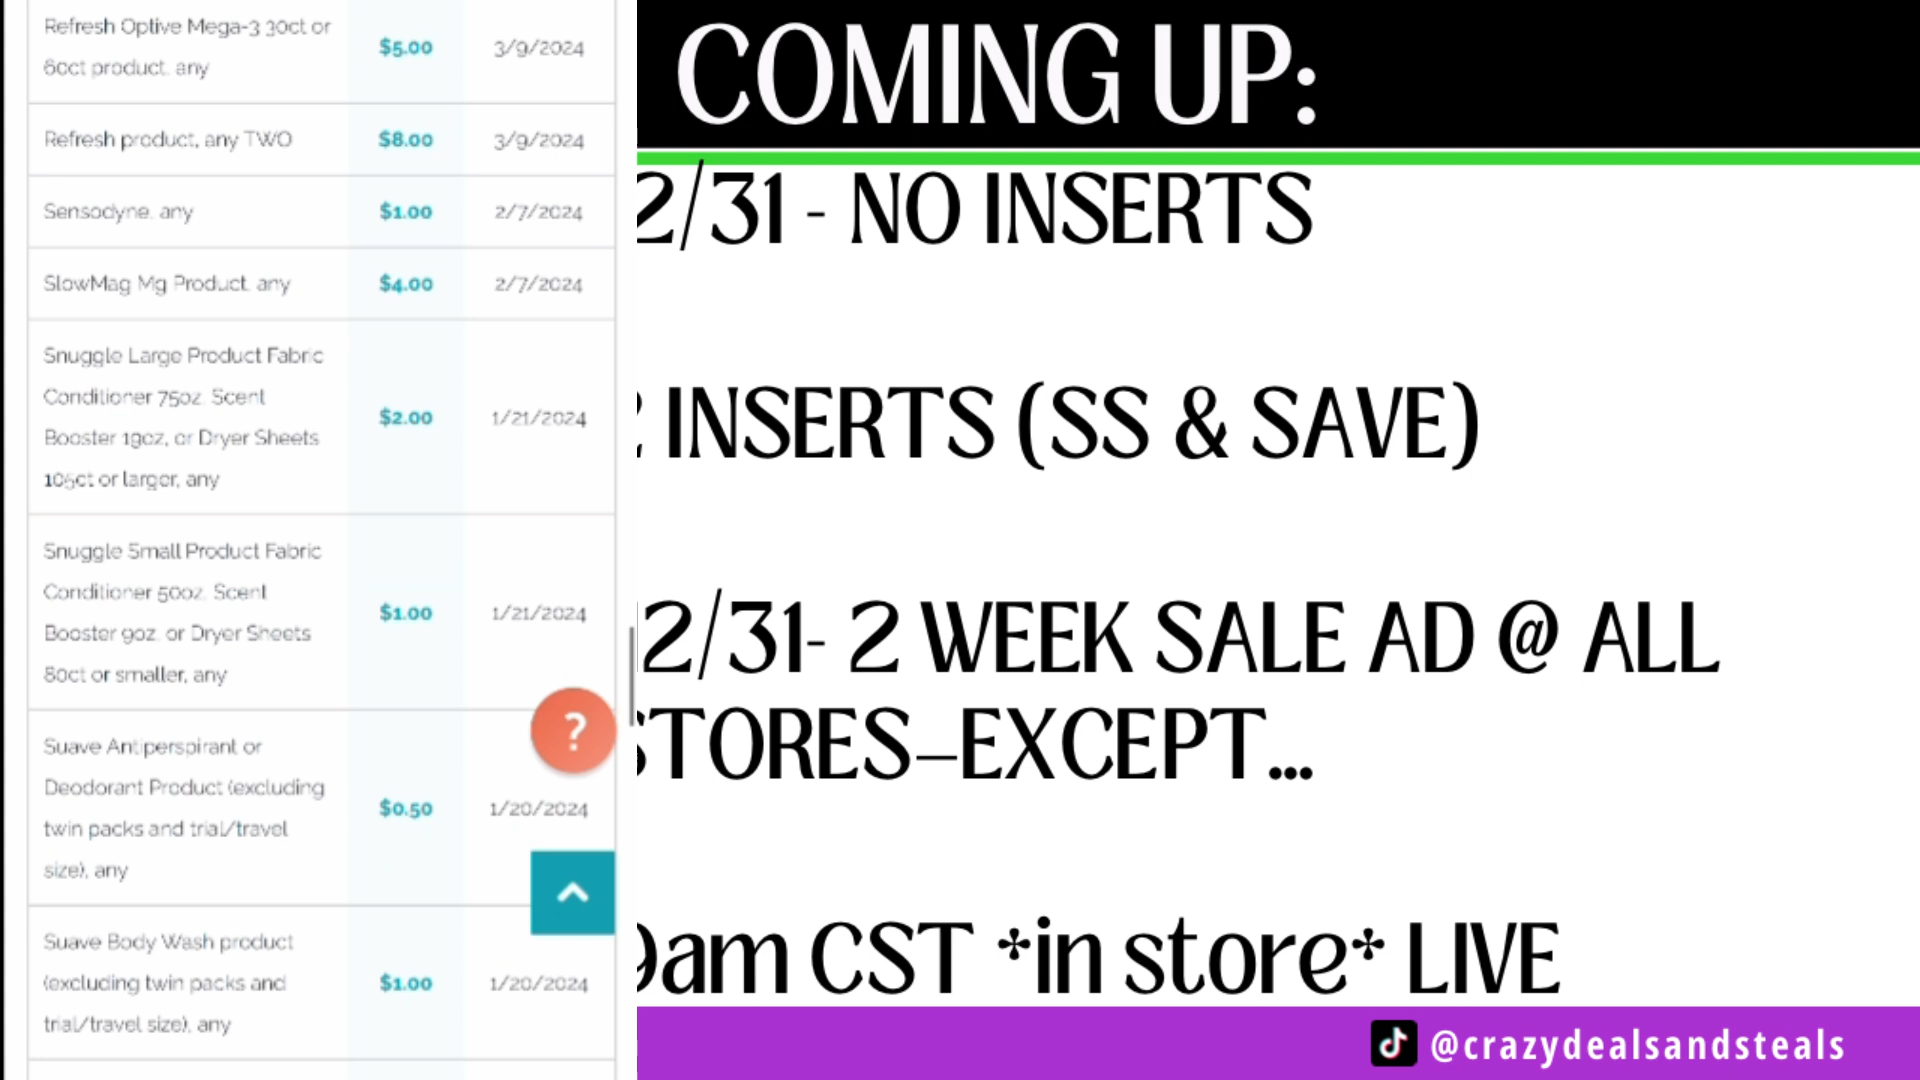 Refresh Optive Mega-3 30ct or
60ct product, any
$5.00
3/9/2024
Refresh product, any TWO
$8.00
3/9/2024
Sensodyne, any
$1.00
2/7/2024
SlowMag Mg Product, any
$4.00
2/7/2024
Snuggle Large Product Fabric
Conditioner 75oz, Scent
Booster 19oz, or Dryer Sheets
105ct or larger, any
$2.00
1/21/2024
Snuggle Small Product Fabric
Conditioner 50oz, Scent
Booster 9oz, or Dryer Sheets
80ct or smaller, any
$1.00
1/21/2024
?
Suave Antiperspirant or
Deodorant Product (excluding
twin packs and trial/travel
size), any
$0.50
1/20/2024
Suave Body Wash product
(excluding twin packs and
trial/travel size), any
$1.00
1/20/2024
COMING UP:
2/31 - NO INSERTS
2 INSERTS (SS & SAVE)
12/31- 2 WEEK SALE AD @ ALL
STORES–EXCEPT...
9am CST *in store* LIVE
@crazydealsandsteals